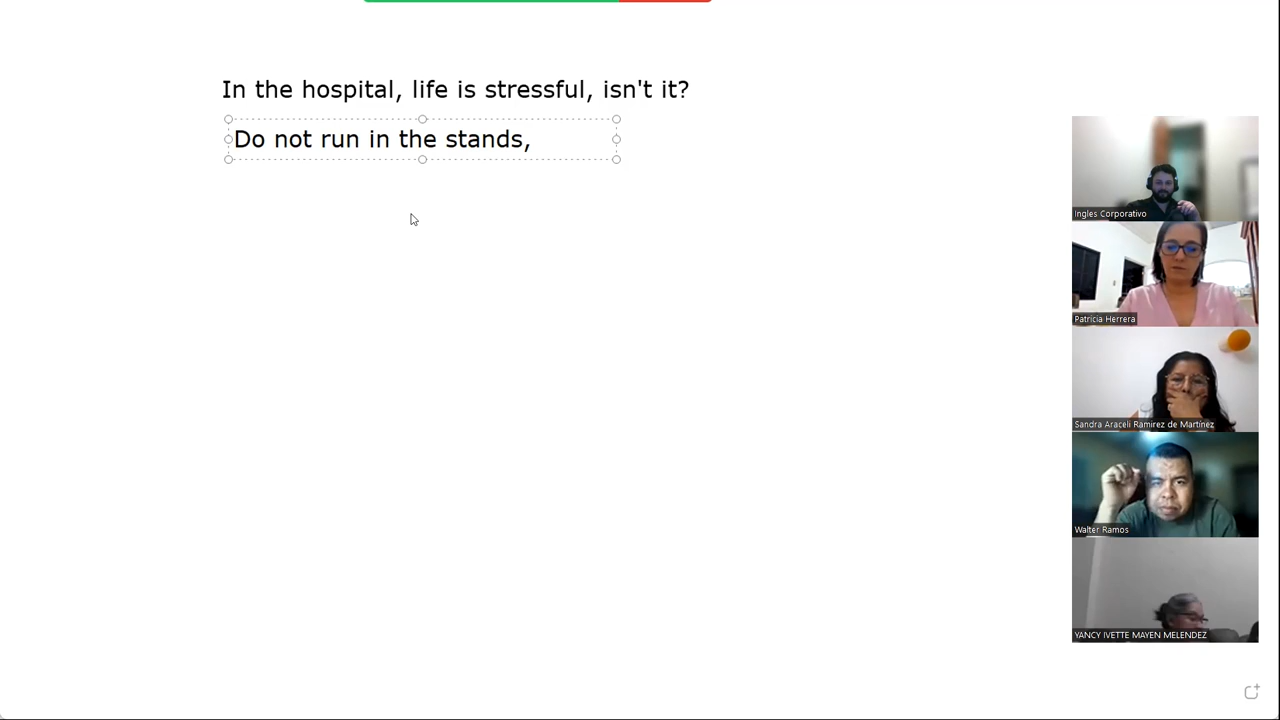 In the hospital, life is stressful, isn't it?
Do not run in the stands,
Ingles Corporativo
Patricia Herrera
Sandra Araceli Ramirez de Martínez
Walter Ramos
YANCY IVETTE MAYEN MELENDEZ